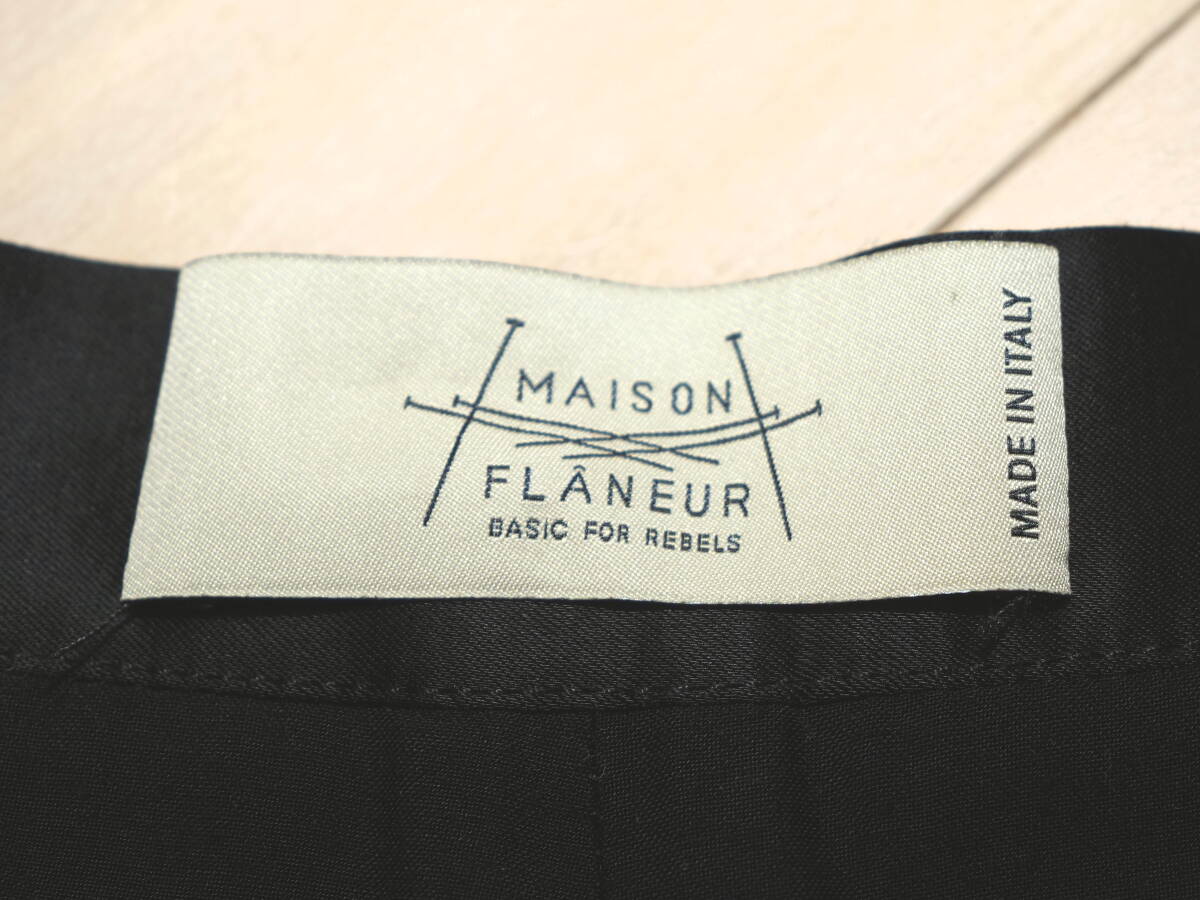 MAISON
FLÂNEUR
BASIC FOR REBELS
MADE IN ITALY